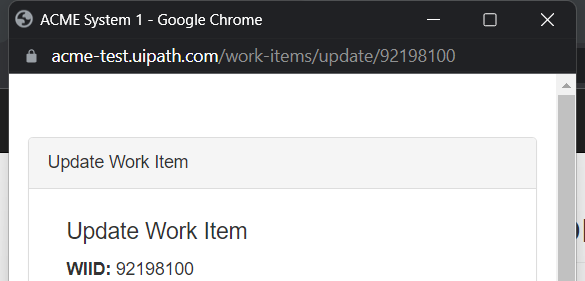 ACME System 1 - Google Chrome
acme-test.uipath.com/work-items/update/92198100
Update Work Item
Update Work Item
WIID: 92198100